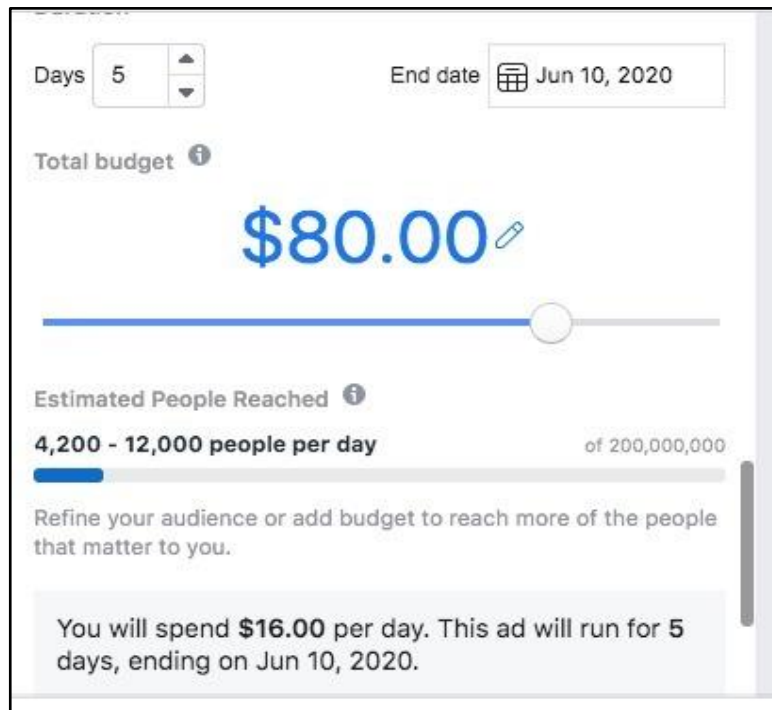 Days 5 End date Jun 10, 2020
Total budget
$80.00
Estimated People Reached
4,200 - 12,000 people per day of 200,000,000
Refine your audience or add budget to reach more of the people
that matter to you.
You will spend $16.00 per day. This ad will run for 5
days, ending on Jun 10, 2020.